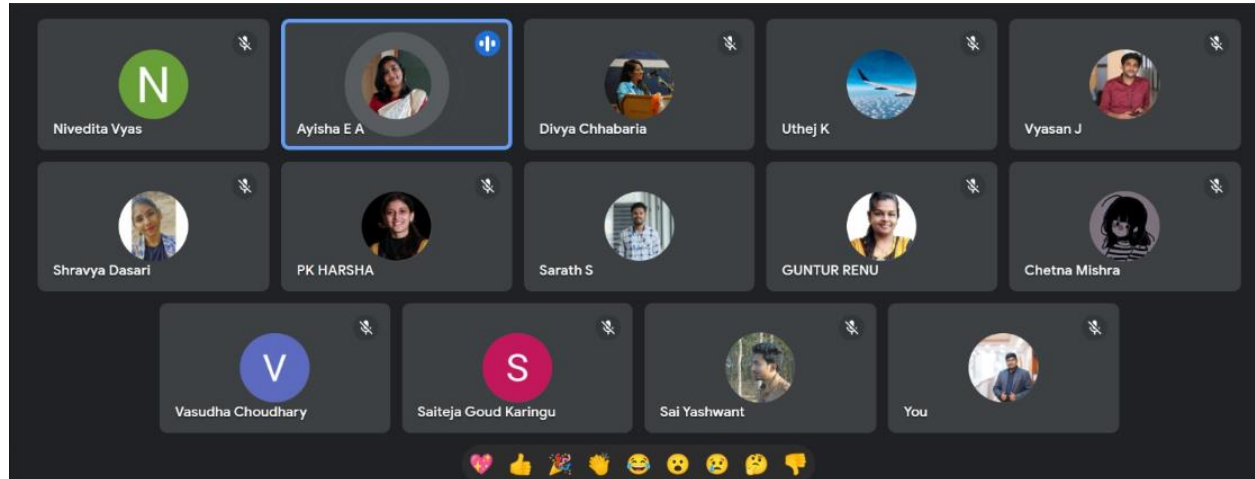 N
Nivedita Vyas
Ayisha E A
Divya Chhabaria
Uthej K
Vyasan J
Shravya Dasari
PK HARSHA
Sarath S
GUNTUR RENU
Chetna Mishra
V
Vasudha Choudhary
S
Saiteja Goud Karingu
Sai Yashwant
You